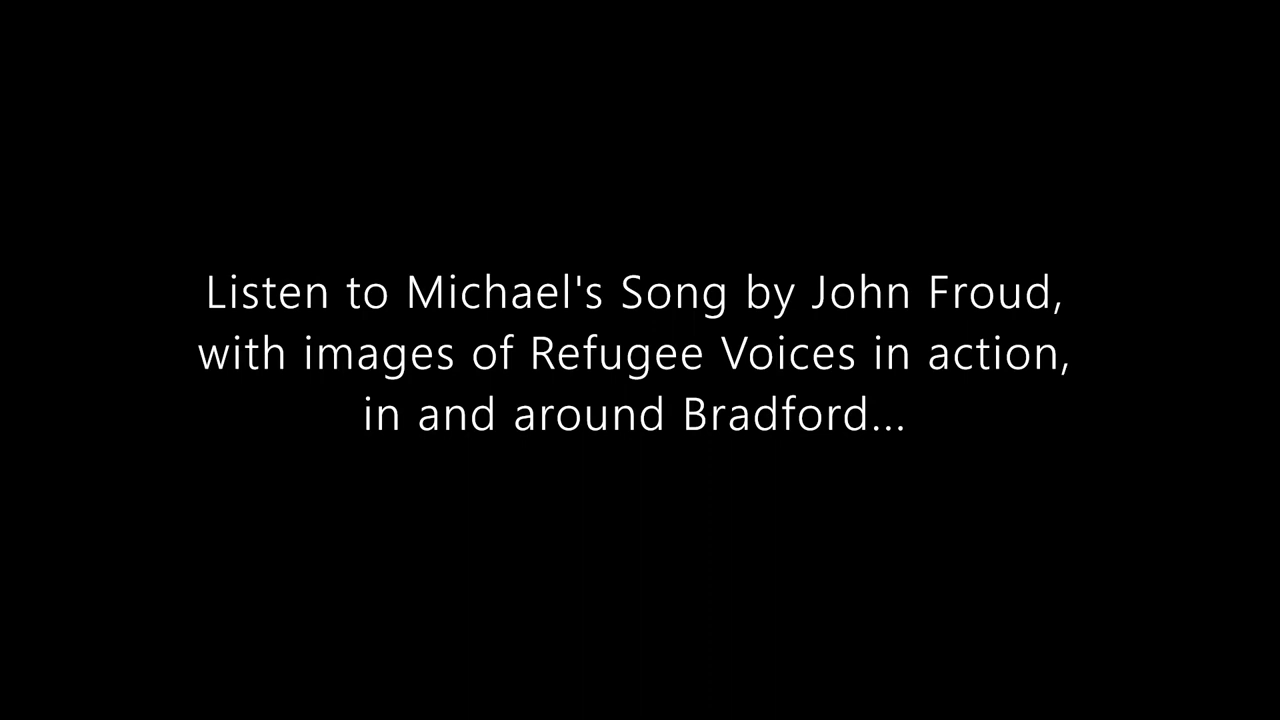 Listen to Michael's Song by John Froud,
with images of Refugee Voices in action,
in and around Bradford...